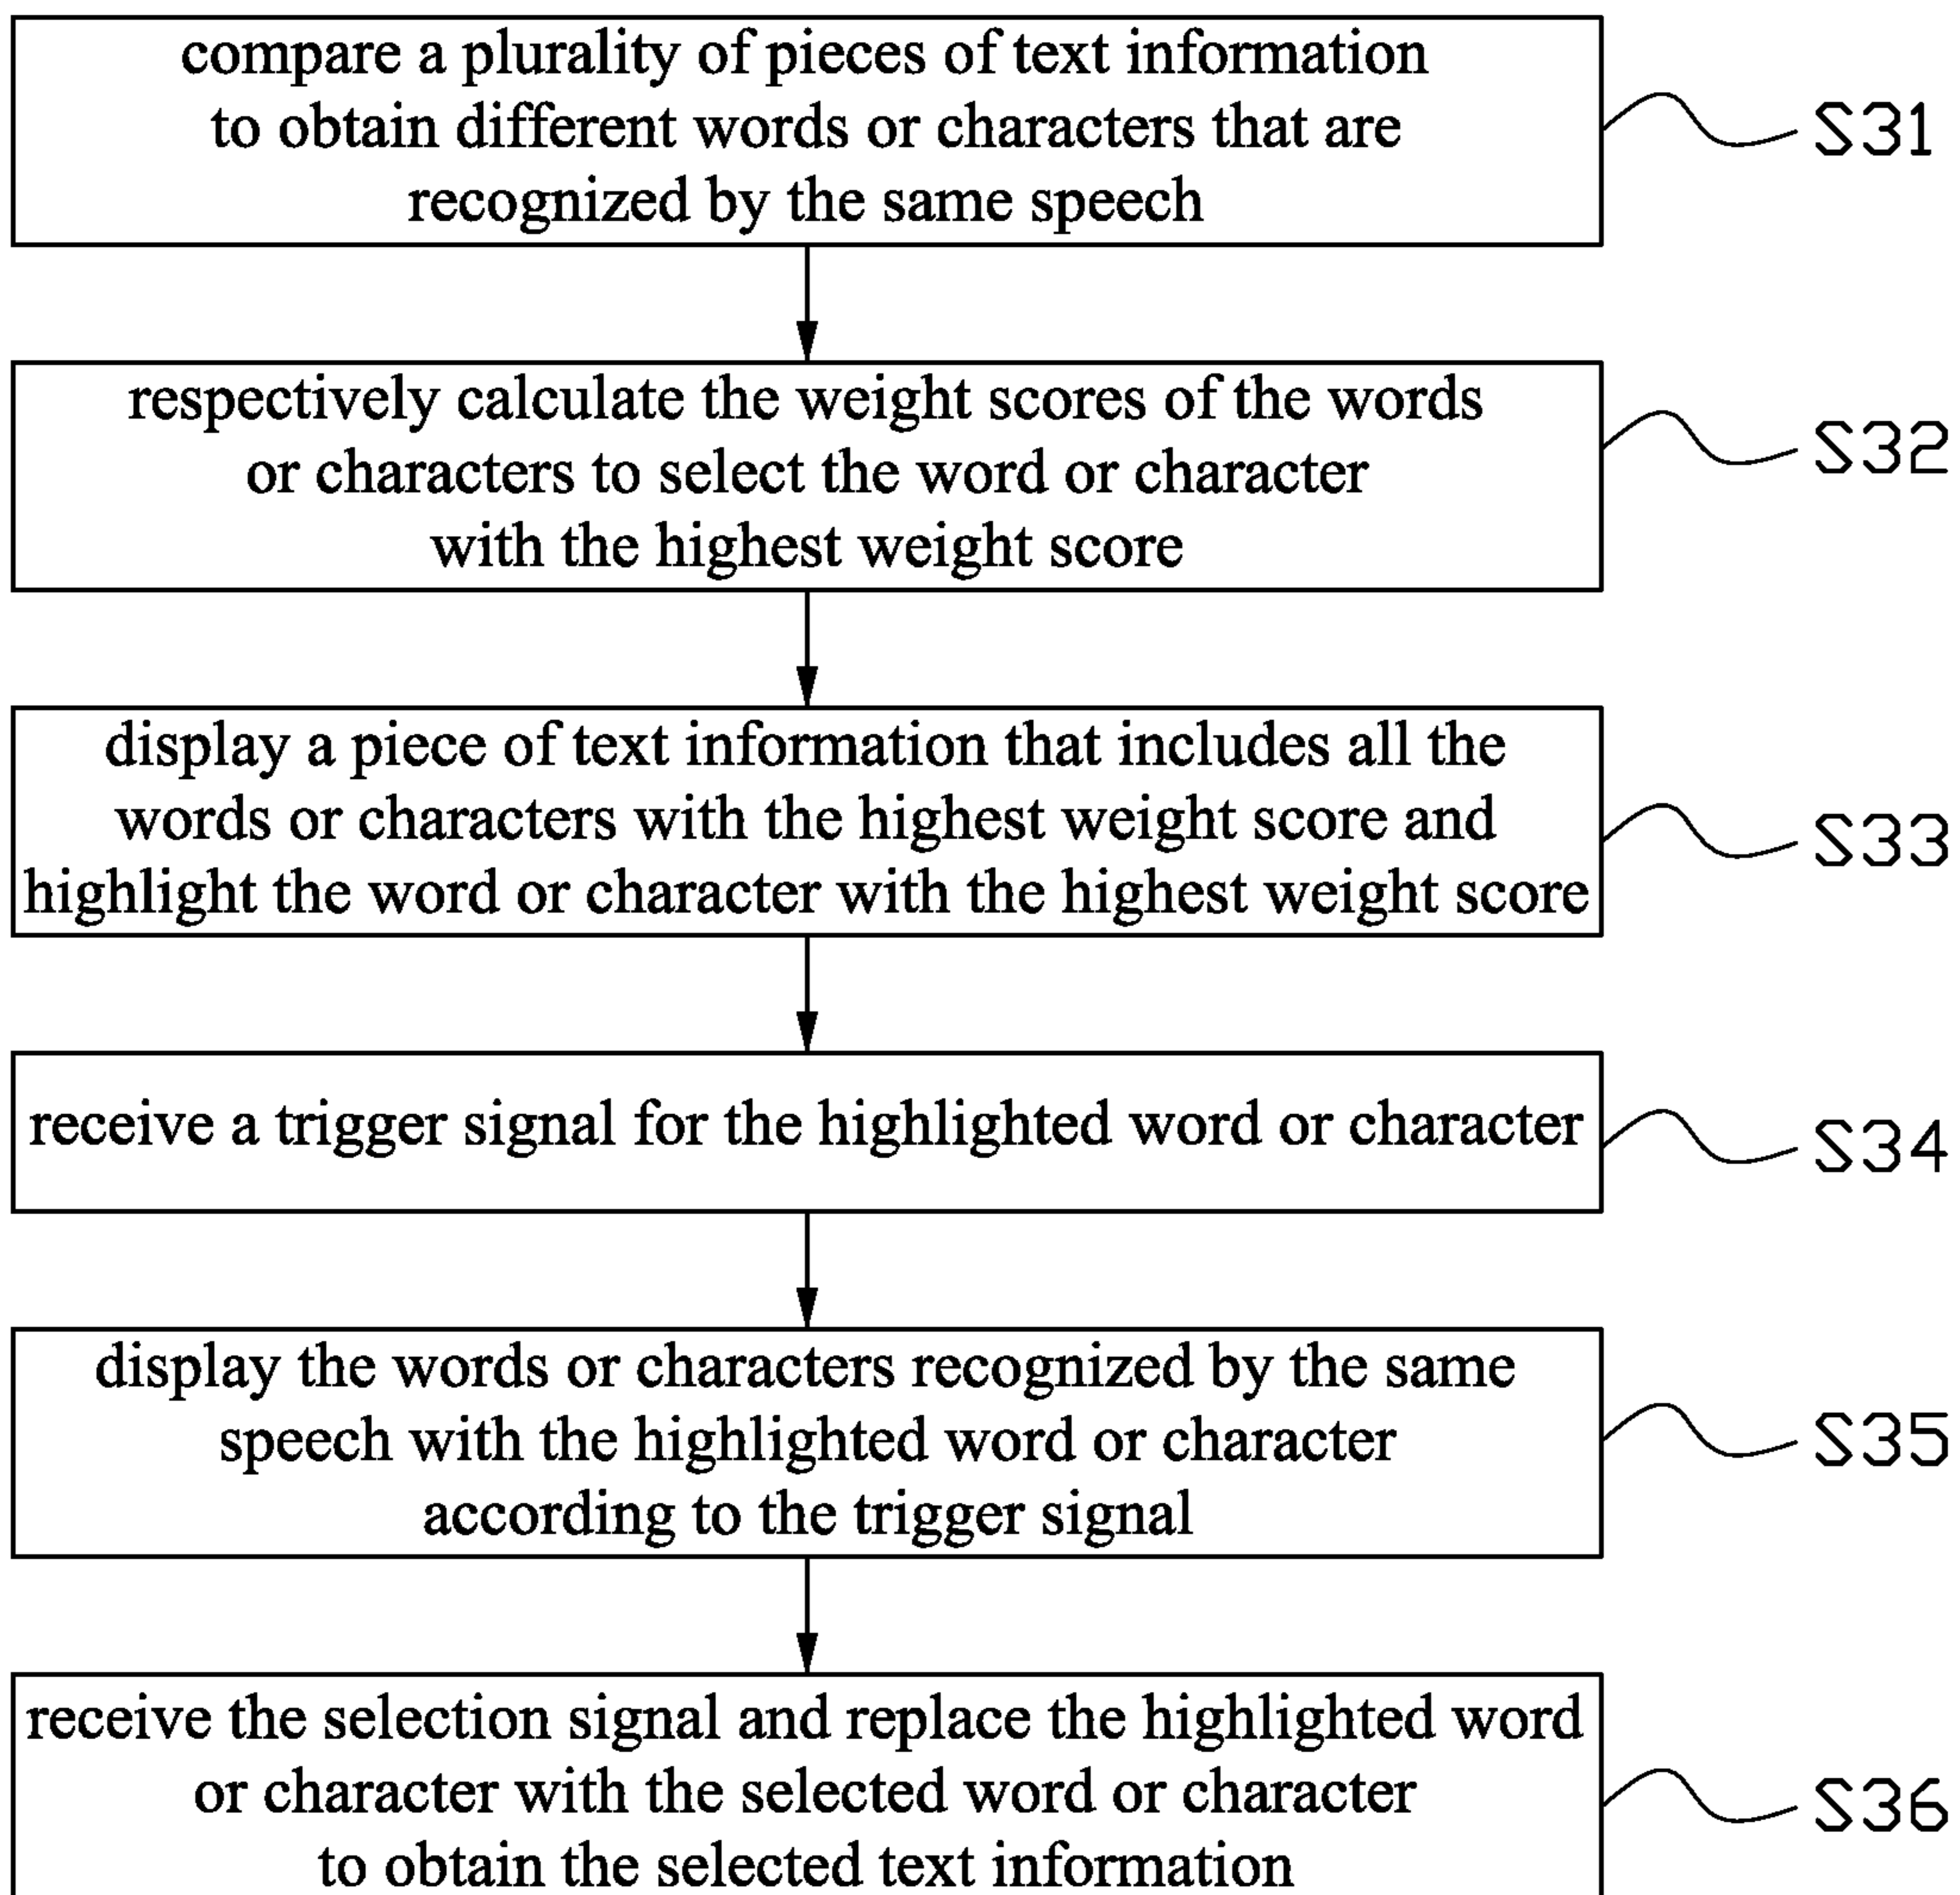 compare a plurality of pieces of text information
to obtain different words or characters that are
recognized by the same speech
S31
respectively calculate the weight scores of the words
or characters to select the word or character
with the highest weight score
S32
display a piece of text information that includes all the
words or characters with the highest weight score and
highlight the word or character with the highest weight score
S33
receive a trigger signal for the highlighted word or character
S34
display the words or characters recognized by the same
speech with the highlighted word or character
according to the trigger signal
S35
receive the selection signal and replace the highlighted word
or character with the selected word or character
to obtain the selected text information
S36